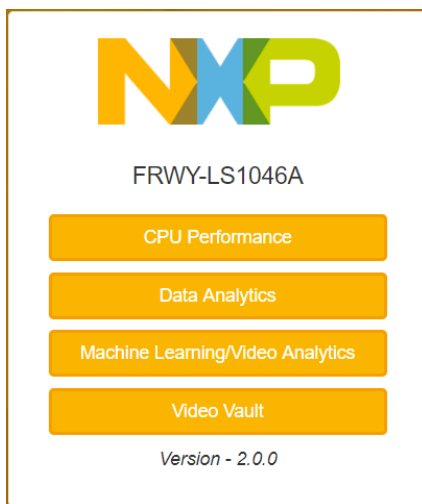 NXP
FRWY-LS1046A
CPU Performance
Data Analytics
Machine Learning/Video Analytics
Video Vault
Version - 2.0.0